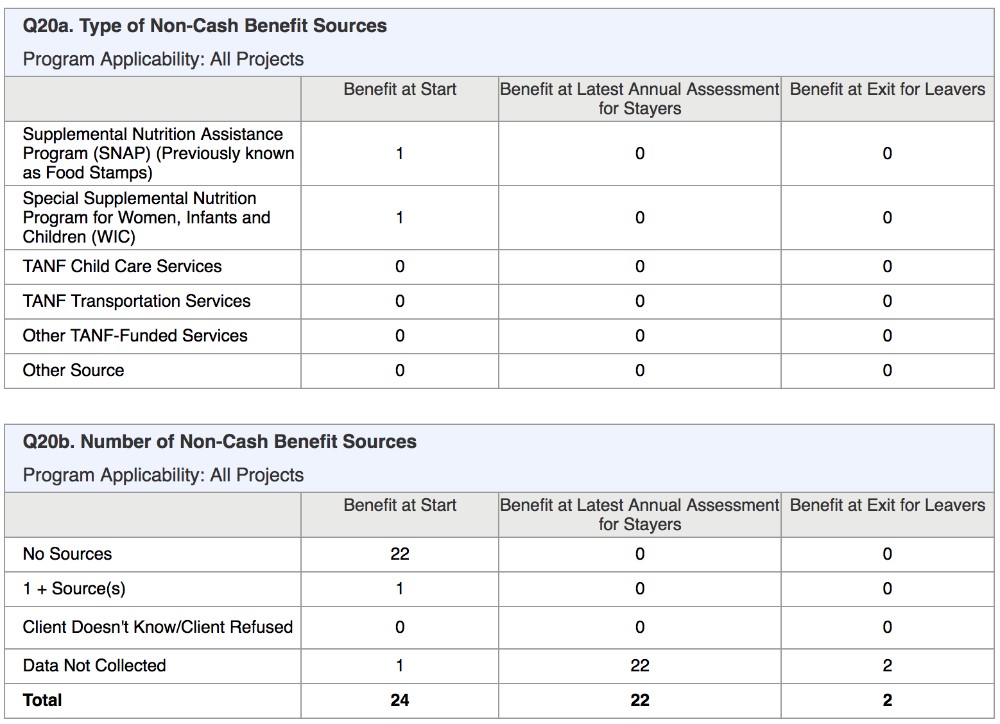 Q20a. Type of Non-Cash Benefit Sources
Program Applicability: All Projects
Benefit at Start
Benefit at Latest Annual Assessment
for Stayers
Benefit at Exit for Leavers
Supplemental Nutrition Assistance
Program (SNAP) (Previously known
as Food Stamps)
1
0
0
Special Supplemental Nutrition
Program for Women, Infants and
Children (WIC)
1
0
0
TANF Child Care Services
0
0
0
TANF Transportation Services
0
0
0
Other TANF-Funded Services
0
0
0
Other Source
0
0
0
Q20b. Number of Non-Cash Benefit Sources
Program Applicability: All Projects
Benefit at Start
Benefit at Latest Annual Assessment
for Stayers
Benefit at Exit for Leavers
No Sources
22
0
0
1 + Source(s)
1
0
0
Client Doesn't Know/Client Refused
0
0
0
Data Not Collected
1
22
2
Total
24
22
2